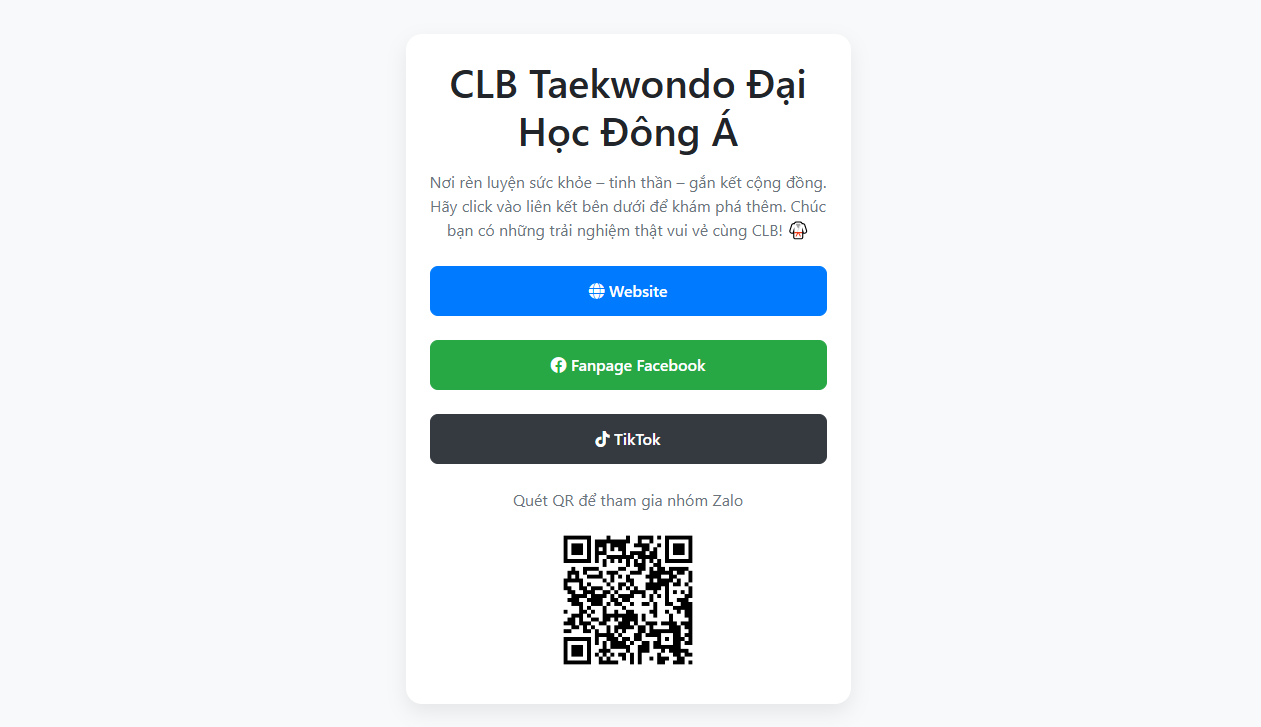 CLB Taekwondo Đại
Học Đông Á
Nơi rèn luyện sức khỏe – tinh thần – gắn kết cộng đồng.
Hãy click vào liên kết bên dưới để khám phá thêm. Chúc
bạn có những trải nghiệm thật vui vẻ cùng CLB! 🥋
Website
Fanpage Facebook
TikTok
Quét QR để tham gia nhóm Zalo